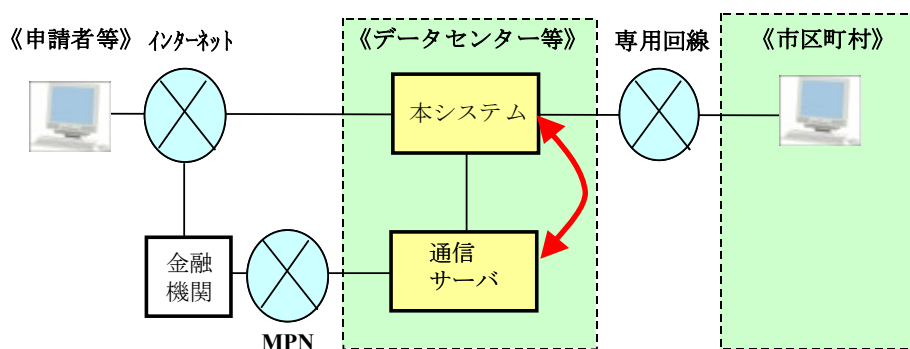 《申請者等》
インターネット
《データセンター等》
専用回線
《市区町村》
本システム
金融
機関
通信
サーバ
MPN